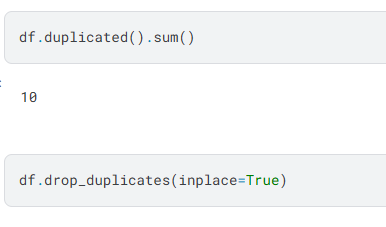 df.duplicated().sum()
10
df.drop_duplicates(inplace=True)